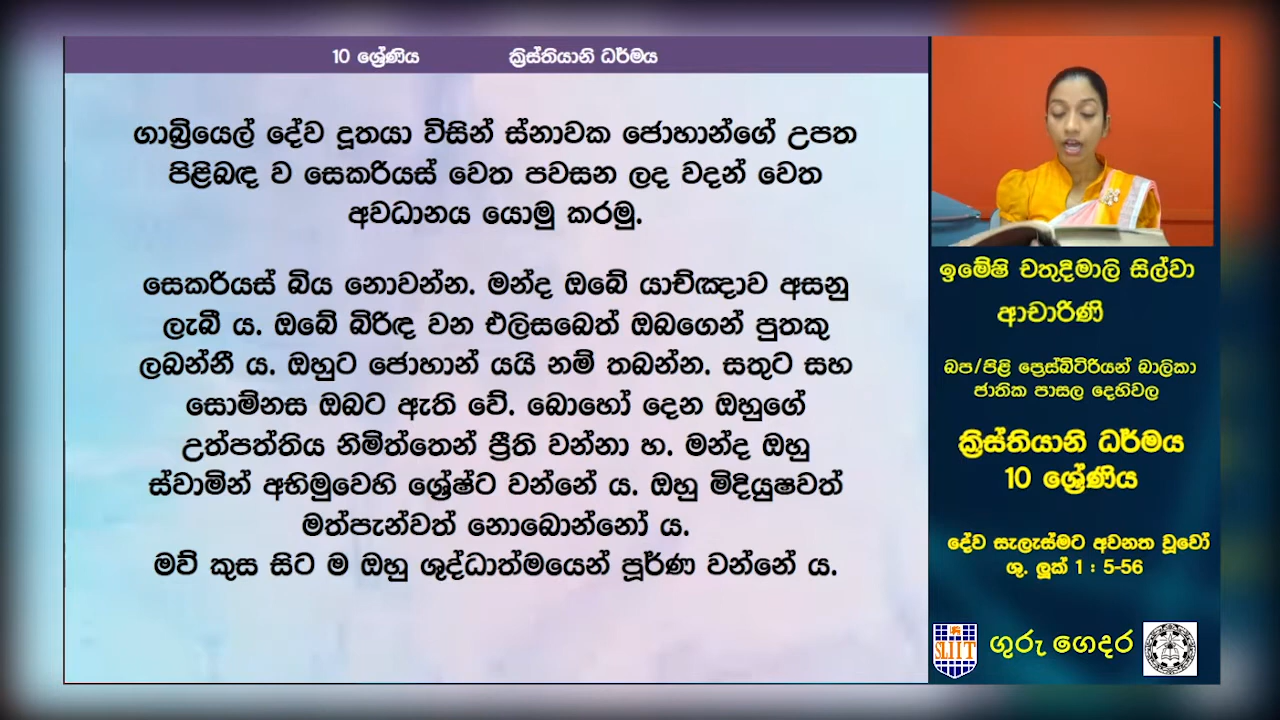 10 ශ්‍රේණිය ක්‍රිස්තියානි ධර්මය
ගාබ්‍රියෙල් දේව දූතයා විසින් ස්නාවක ජොහාන්ගේ උපත
පිළිබඳ ව සෙකරියස් වෙත පවසන ලද වදන් වෙත
අවධානය යොමු කරමු.
සෙකරියස් බිය නොවන්න. මන්ද ඔබේ යාච්ඤාව අසනු
ලැබී ය. ඔබේ බිරිඳ වන එලිසබෙත් ඔබගෙන් පුතකු
ලබන්නී ය. ඔහුට ජොහාන් යයි නම් තබන්න. සතුට සහ
සොම්නස ඔබට ඇති වේ. බොහෝ දෙන ඔහුගේ
උත්පත්තිය නිමිත්තෙන් ප්‍රීති වන්නා හ. මන්ද ඔහු
ස්වාමින් අභිමුවෙහි ශ්‍රේෂ්ට වන්නේ ය. ඔහු මිදියුෂවත්
මත්පැන්වත් නොබොන්නෝ ය.
මව් කුස සිට ම ඔහු ශුද්ධාත්මයෙන් පූර්ණ වන්නේ ය.
ඉමේෂි චතුදිමාලි සිල්වා
ආචාරිණි
බප/පිළි ප්‍රෙස්බිටිරියන් බාලිකා
ජාතික පාසල දෙහිවල
ක්‍රිස්තියානි ධර්මය
10 ශ්‍රේණිය
දේව සැලැස්මට අවනත වූවෝ
ශු. ලූක් 1 : 5-56
SLIIT ගුරු ගෙදර